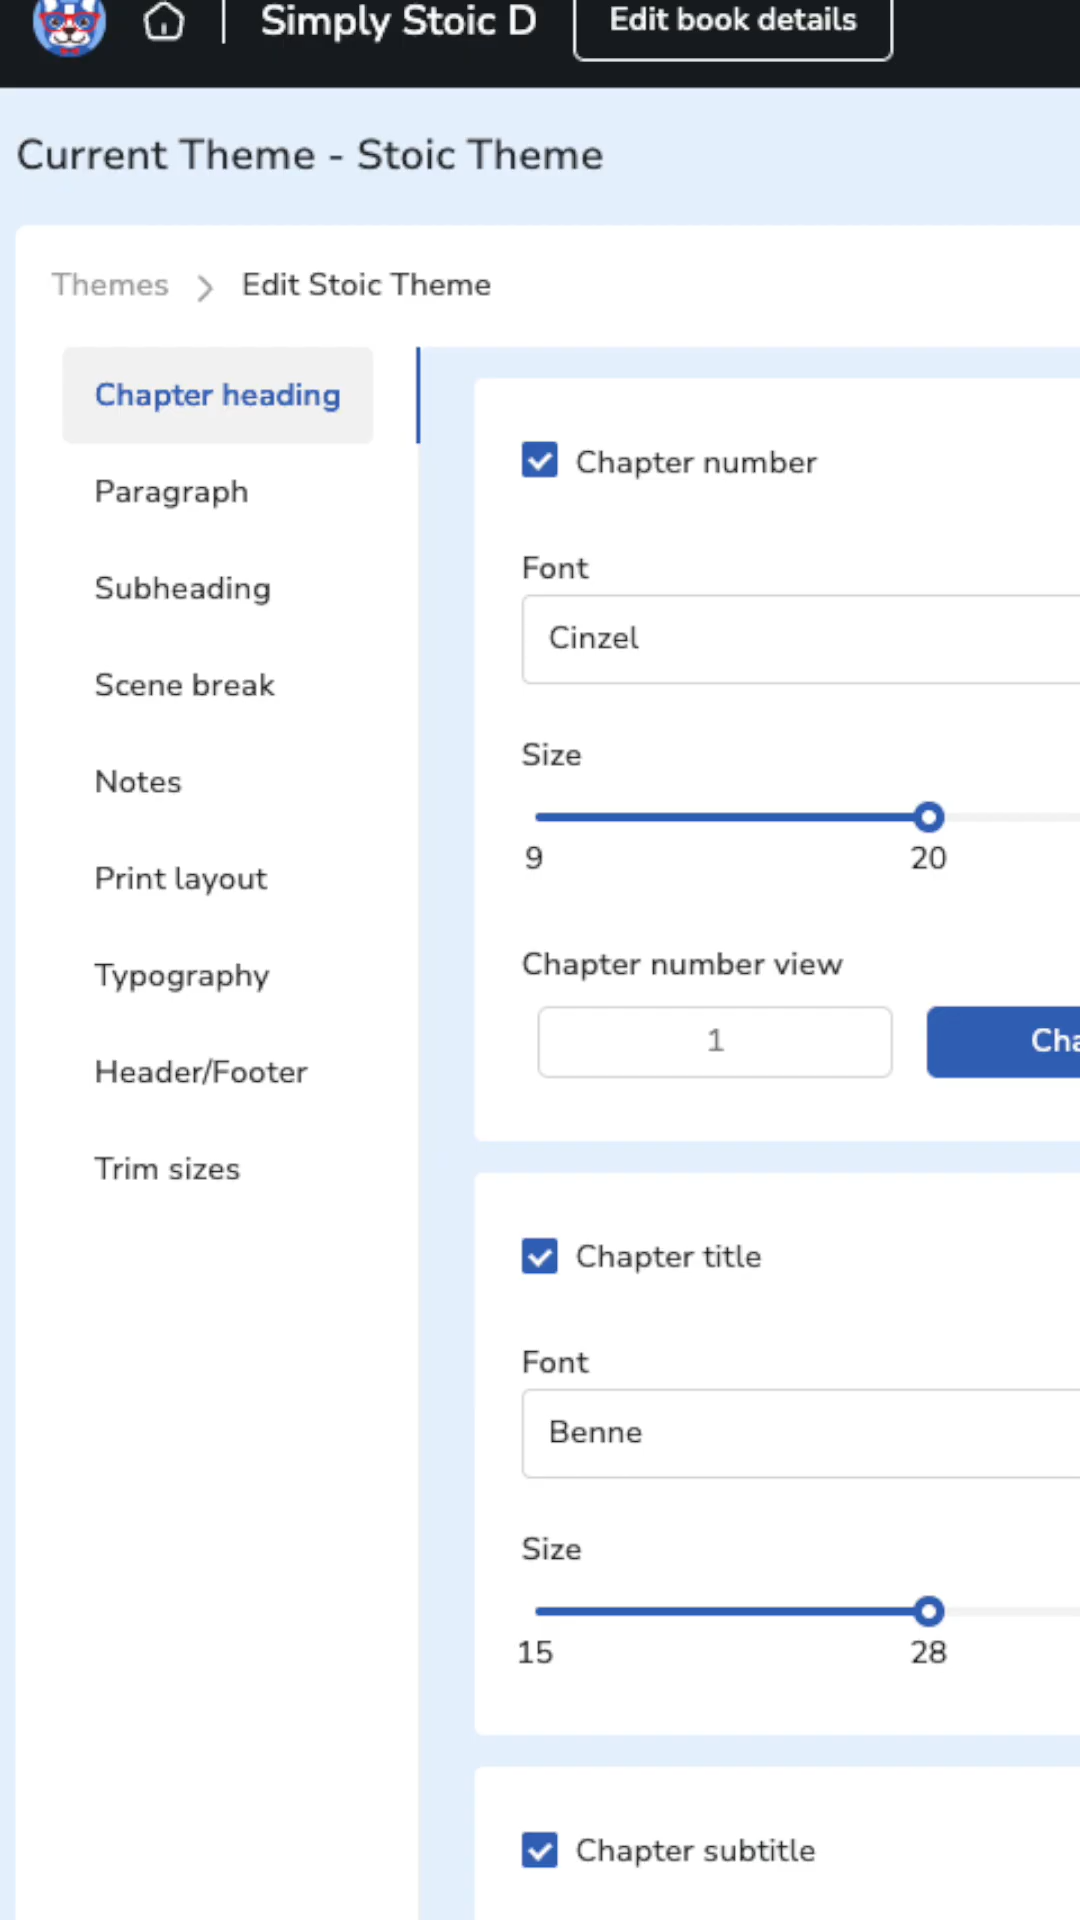 Simply Stoic D
Edit book details
Current Theme - Stoic Theme
Themes
Edit Stoic Theme
Chapter heading
Paragraph
Subheading
Scene break
Notes
Print layout
Typography
Header/Footer
Trim sizes
Chapter number
Font
Cinzel
Size
9
20
Chapter number view
1
Cha
Chapter title
Font
Benne
Size
15
28
Chapter subtitle